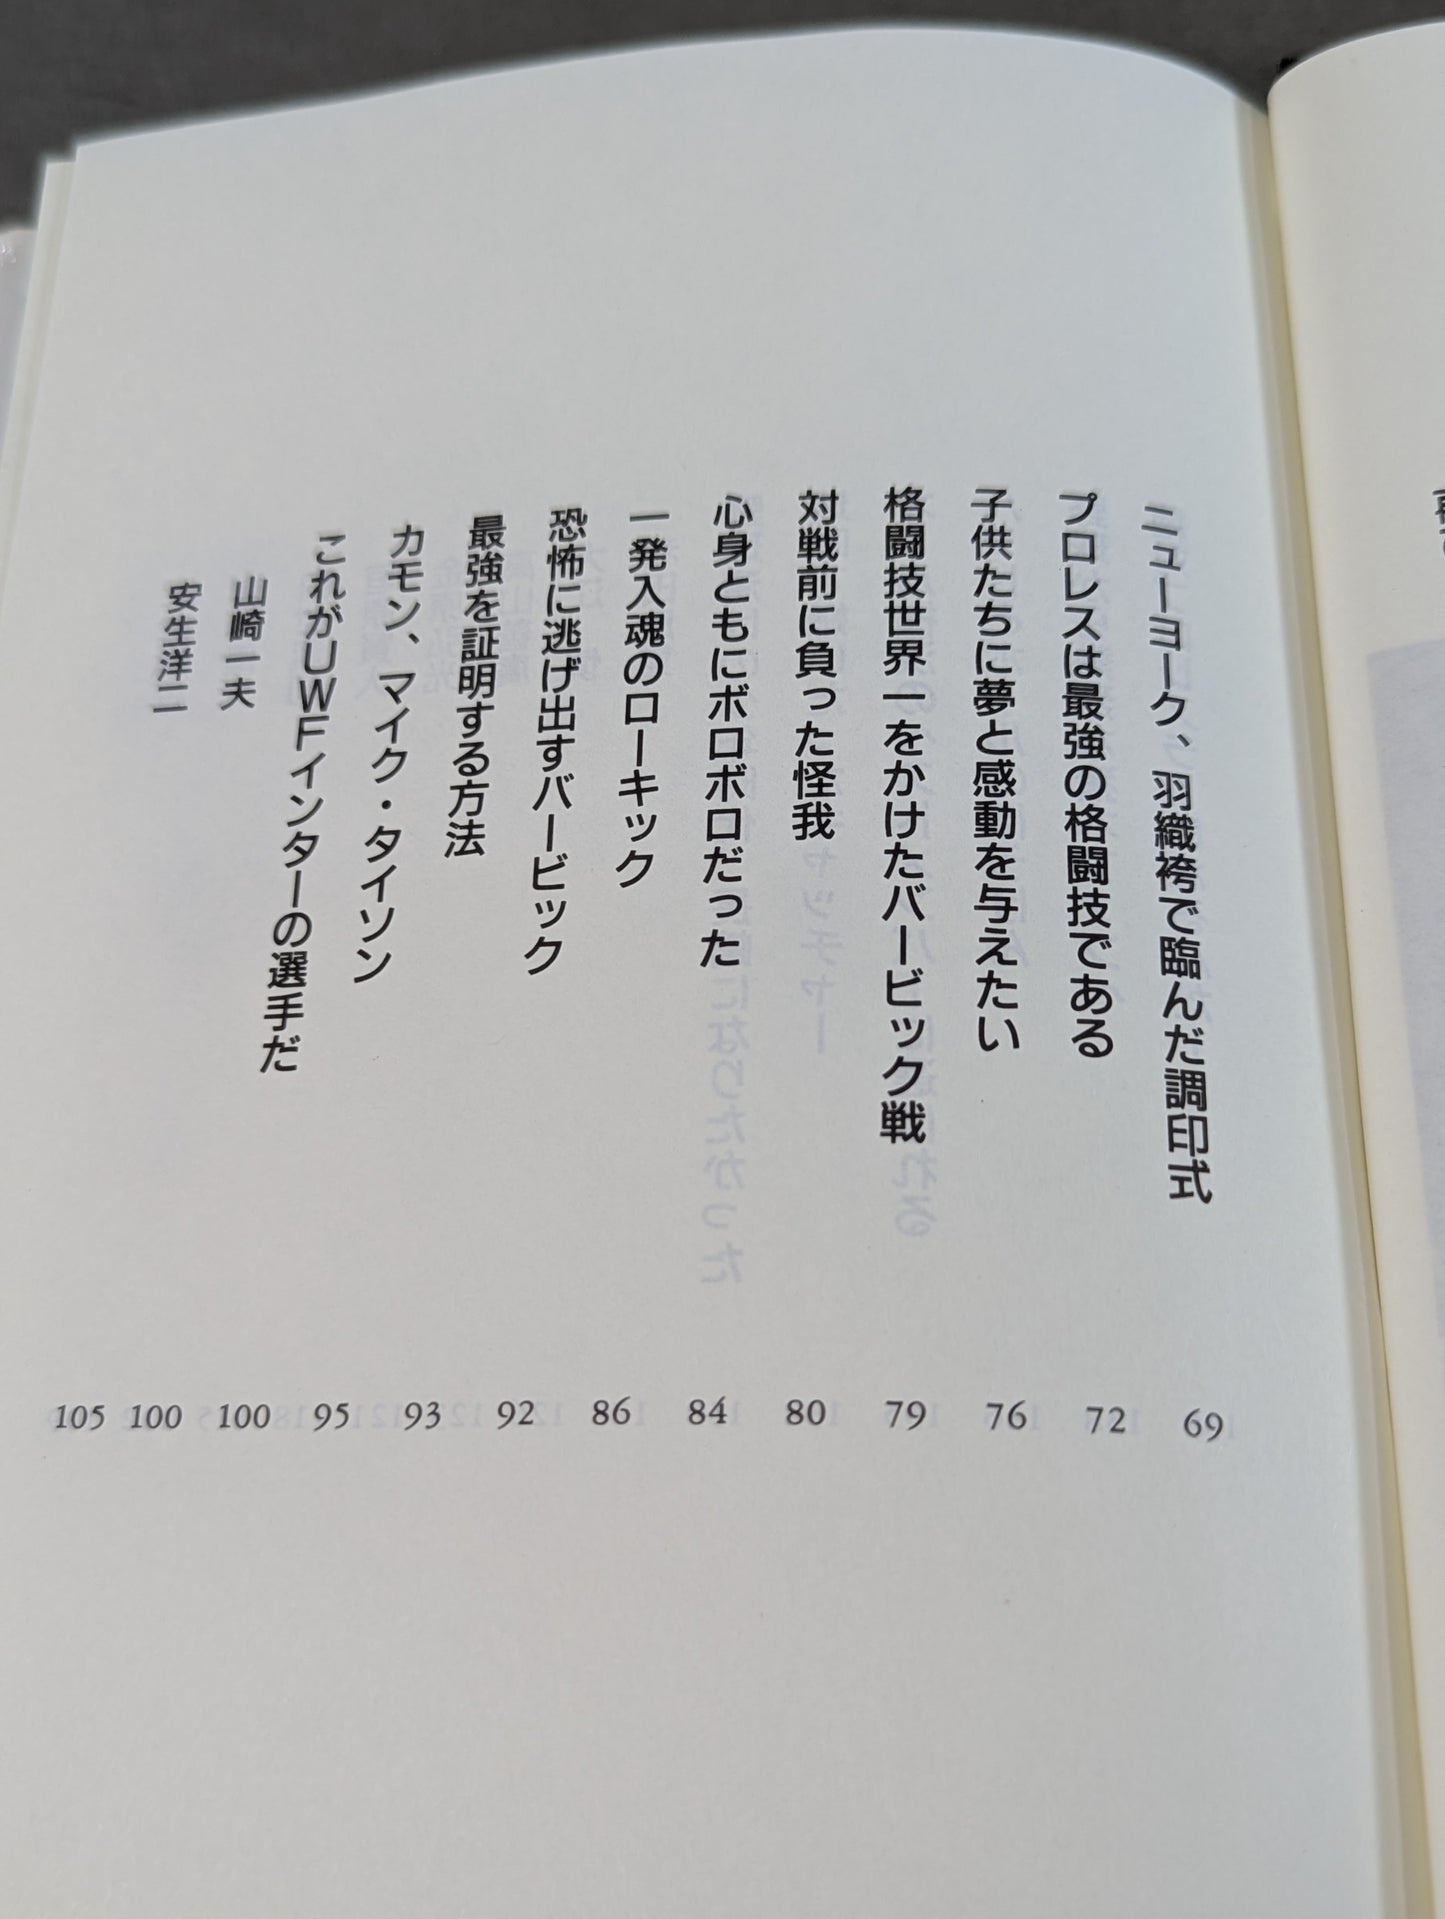 ニューヨーク、羽織袴で臨んだ調印式 69
プロレスは最強の格闘技である 72
子供たちに夢と感動を与えたい 76
格闘技世界一をかけたバービック戦 79
対戦前に負った怪我 80
心身ともにボロボロだった 84
一発入魂のローキック 86
恐怖に逃げ出すバービック 92
最強を証明する方法 93
カモン、マイク・タイソン 95
これがUWFインターの選手だ 100
山崎一夫 100
安生洋二 105